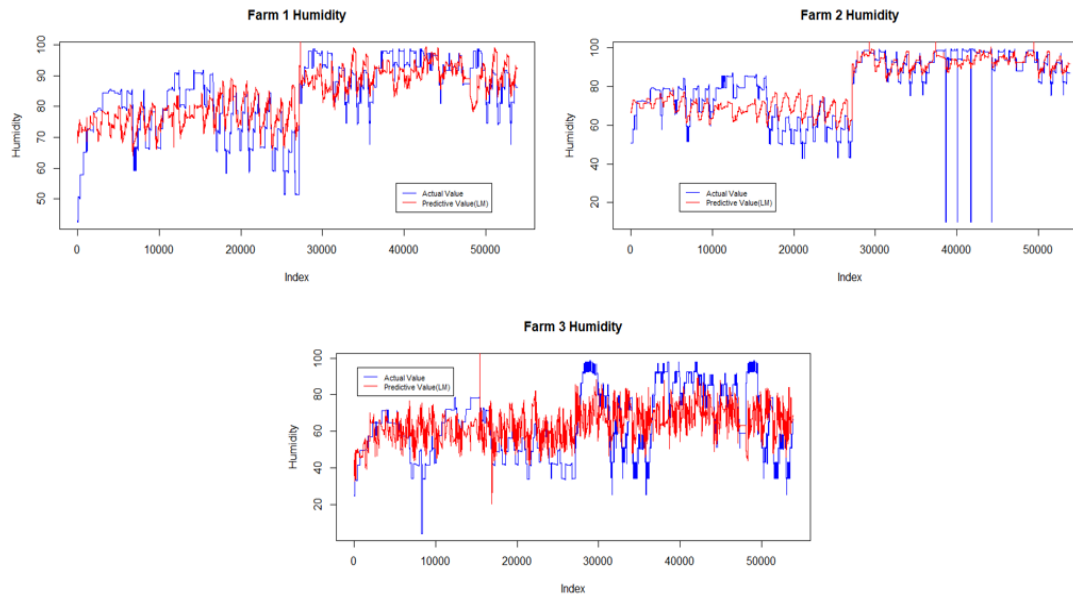 Farm 1 Humidity
Humidity
100
90
80
70
60
50
Actual Value
Predictive Value(LM)
0 10000 20000 30000 40000 50000
Index
Farm 2 Humidity
Humidity
100
80
60
40
20
Actual Value
Predictive Value(LM)
0 10000 20000 30000 40000 50000
Index
Farm 3 Humidity
Humidity
100
80
60
40
20
Actual Value
Predictive Value(LM)
0 10000 20000 30000 40000 50000
Index